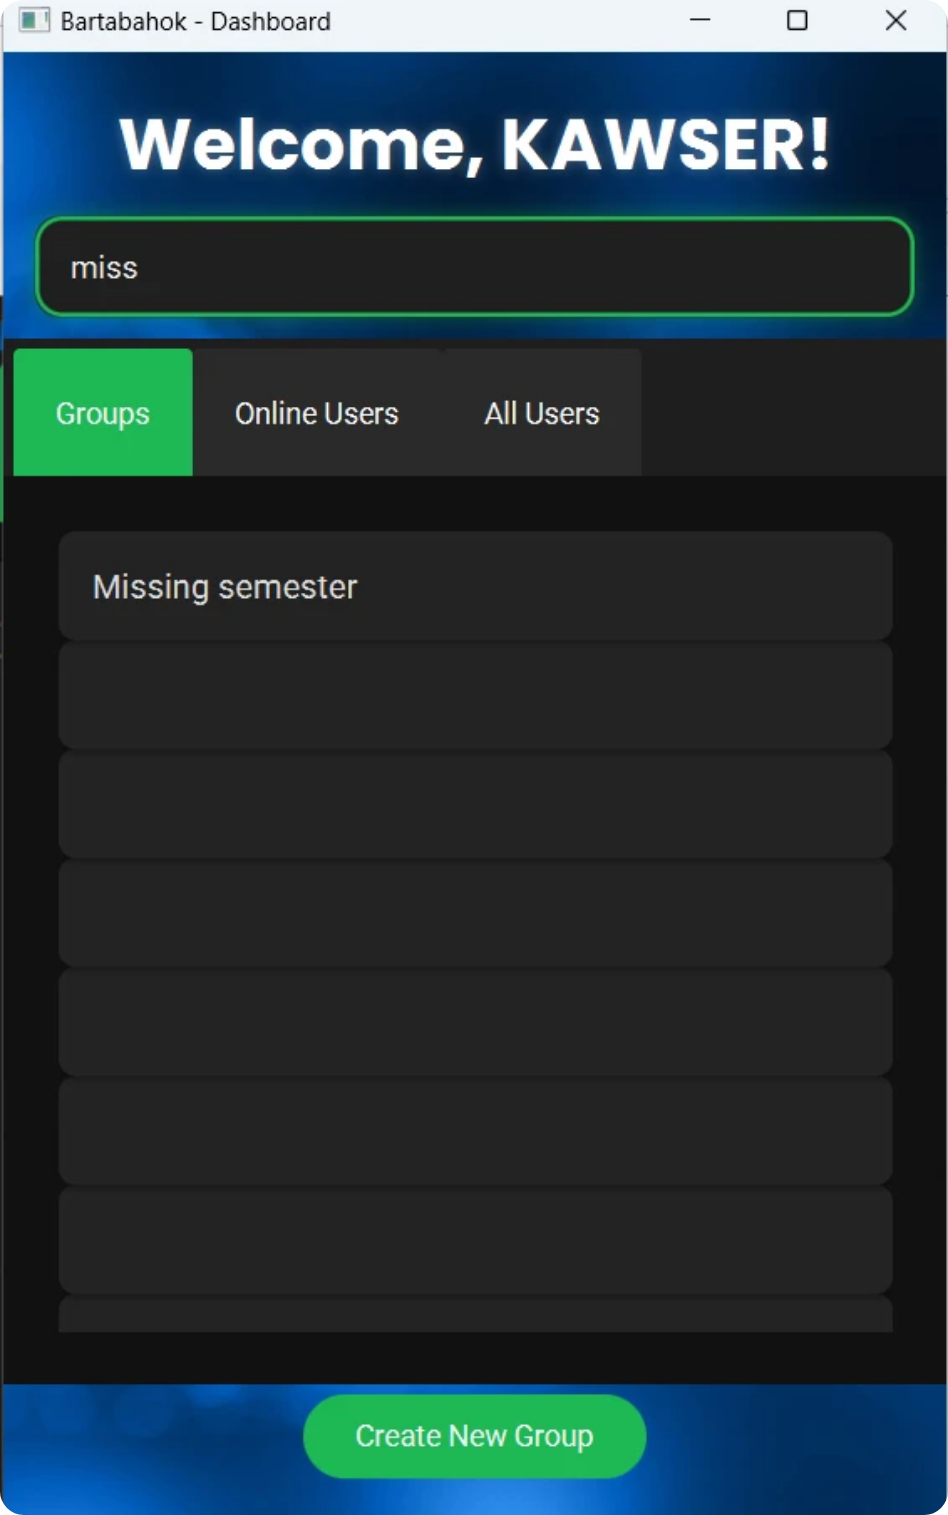 Bartabahok - Dashboard
Welcome, KAWSER!
miss
Groups Online Users All Users
Missing semester
Create New Group